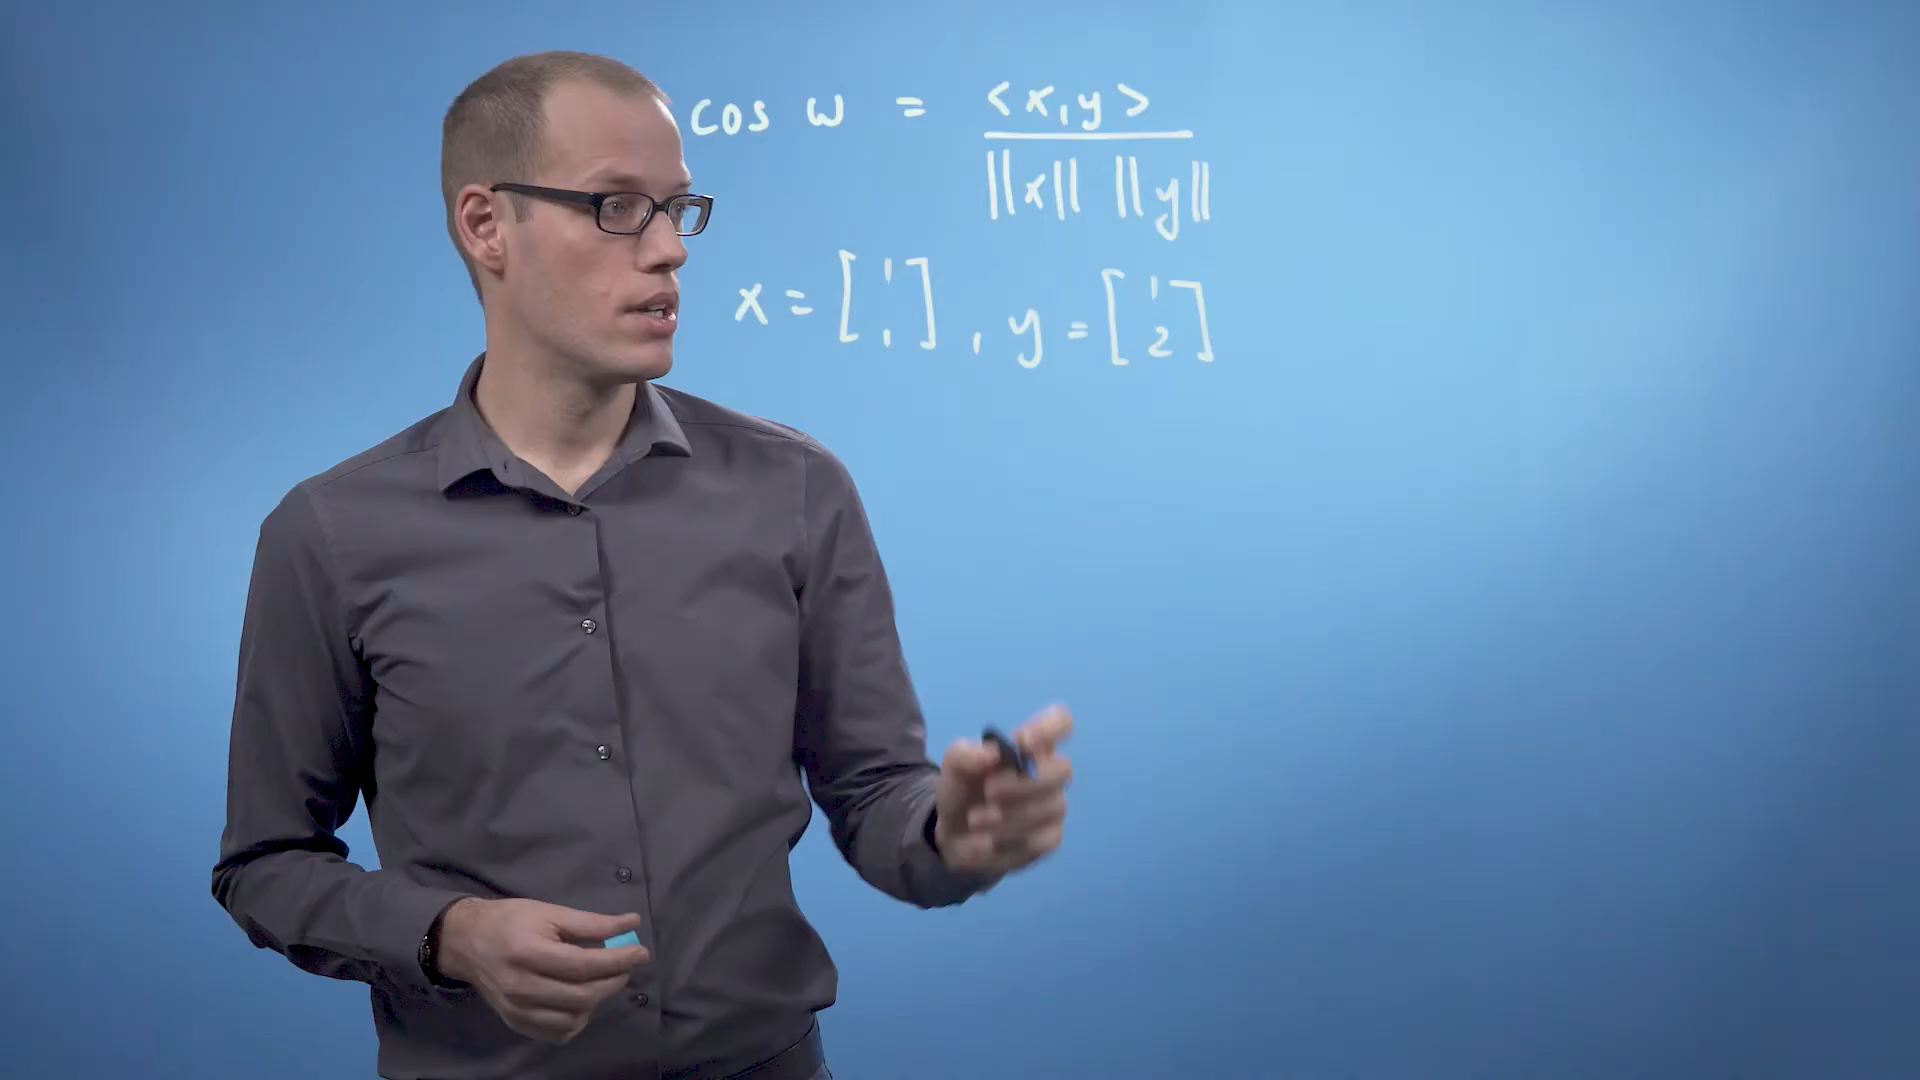 cos ω = <x,y>
||x|| ||y||
x = [1 1], y = [1 2]